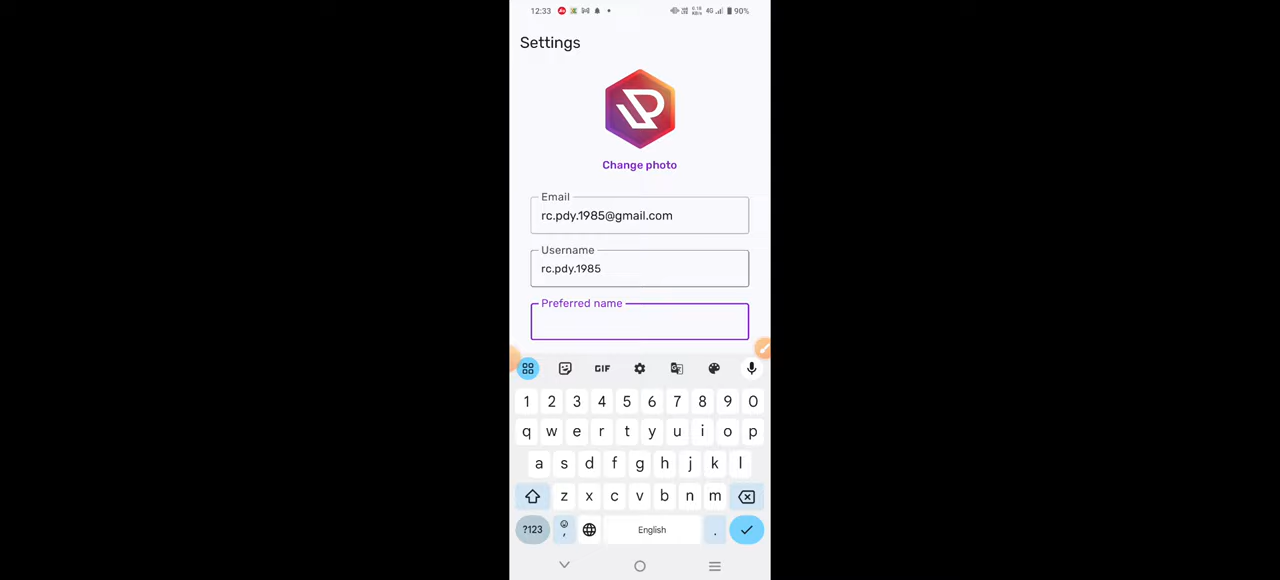 12:33
4G 90%
Settings
Change photo
Email
rc.pdy.1985@gmail.com
Username
rc.pdy.1985
Preferred name
GIF
1 2 3 4 5 6 7 8 9 0
q w e r t y u i o p
a s d f g h j k l
z x c v b n m
?123 , English .